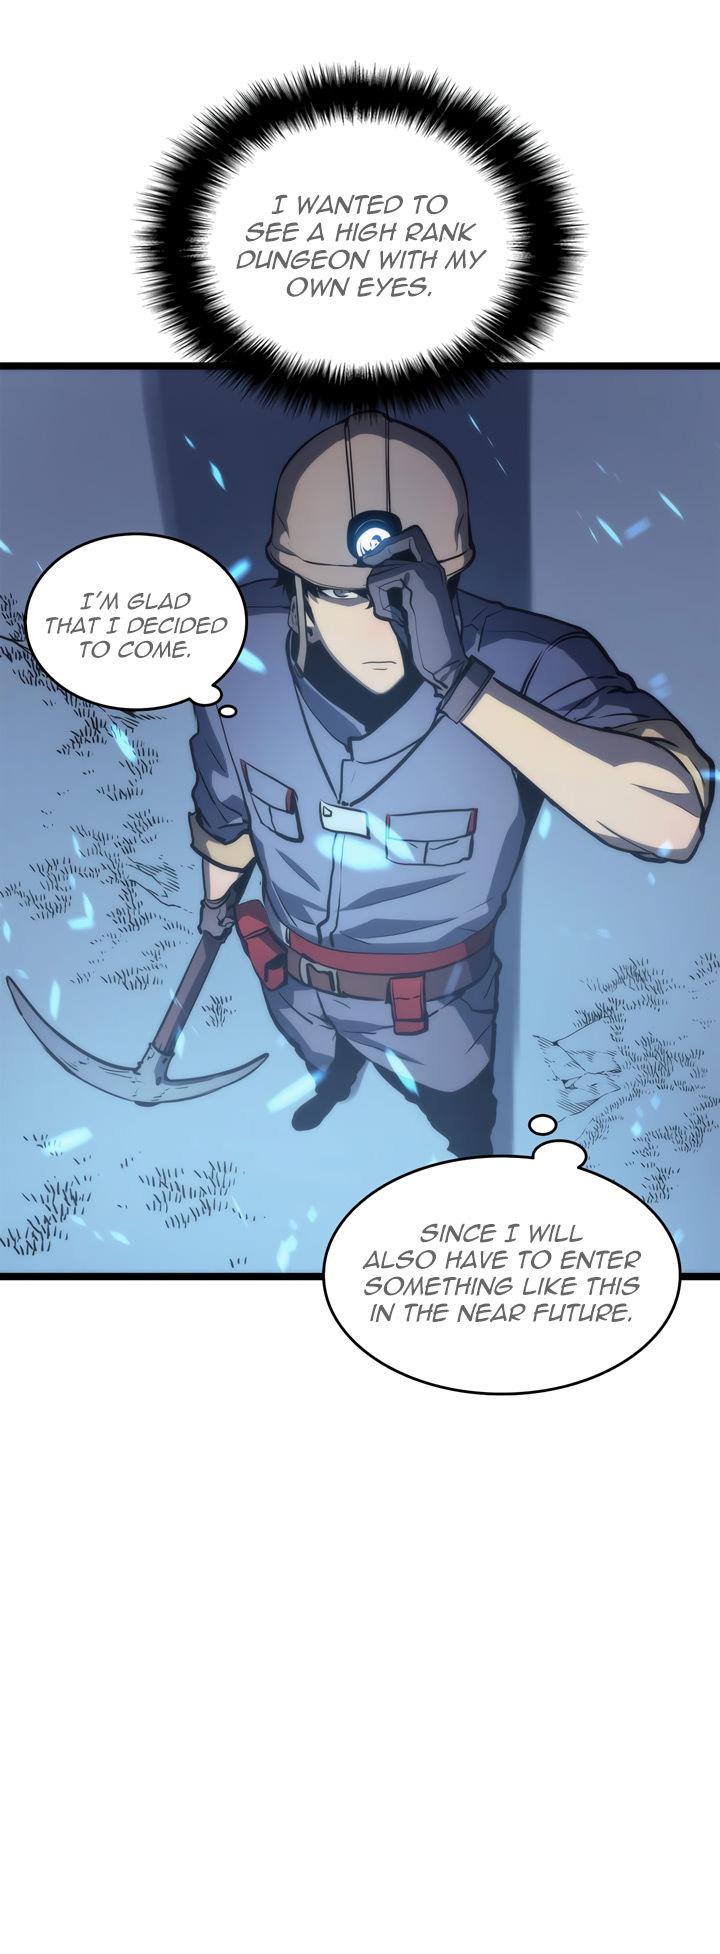 I WANTED TO
SEE A HIGH RANK
DUNGEON WITH MY
OWN EYES.
I'M GLAD
THAT I DECIDED
TO COME.
SINCE I WILL
ALSO HAVE TO ENTER
SOMETHING LIKE THIS
IN THE NEAR FUTURE.